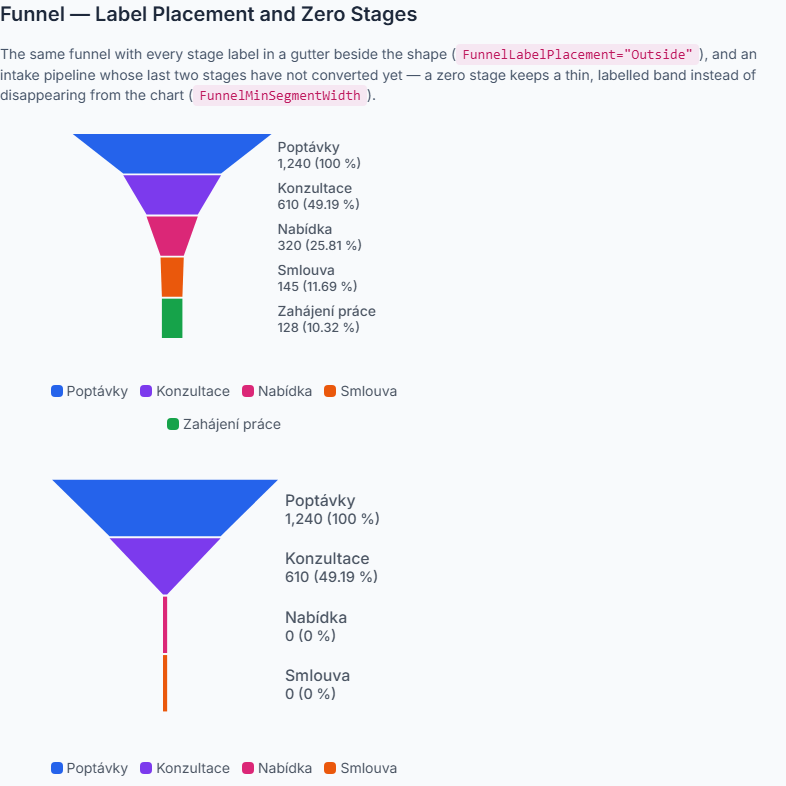 Funnel — Label Placement and Zero Stages
The same funnel with every stage label in a gutter beside the shape ( FunnelLabelPlacement="Outside" ), and an
intake pipeline whose last two stages have not converted yet — a zero stage keeps a thin, labelled band instead of
disappearing from the chart ( FunnelMinSegmentWidth ).
Poptávky
1,240 (100 %)
Konzultace
610 (49.19 %)
Nabídka
320 (25.81 %)
Smlouva
145 (11.69 %)
Zahájení práce
128 (10.32 %)
Poptávky Konzultace Nabídka Smlouva
Zahájení práce
Poptávky
1,240 (100 %)
Konzultace
610 (49.19 %)
Nabídka
0 (0 %)
Smlouva
0 (0 %)
Poptávky Konzultace Nabídka Smlouva